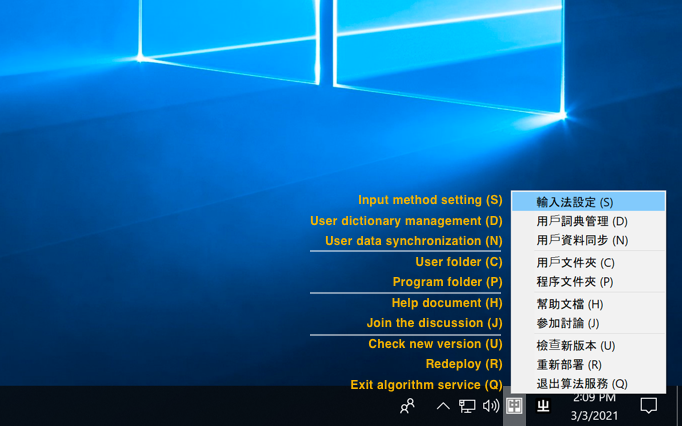 Input method setting (S) 輸入法設定 (S)
User dictionary management (D) 用戶詞典管理 (D)
User data synchronization (N) 用戶資料同步 (N)
User folder (C) 用戶文件夾 (C)
Program folder (P) 程序文件夾 (P)
Help document (H) 幫助文檔 (H)
Join the discussion (J) 參加討論 (J)
Check new version (U) 檢查新版本 (U)
Redeploy (R) 重新部署 (R)
Exit algorithm service (Q) 退出算法服務 (Q)
中 㞢 2:09 PM
3/3/2021